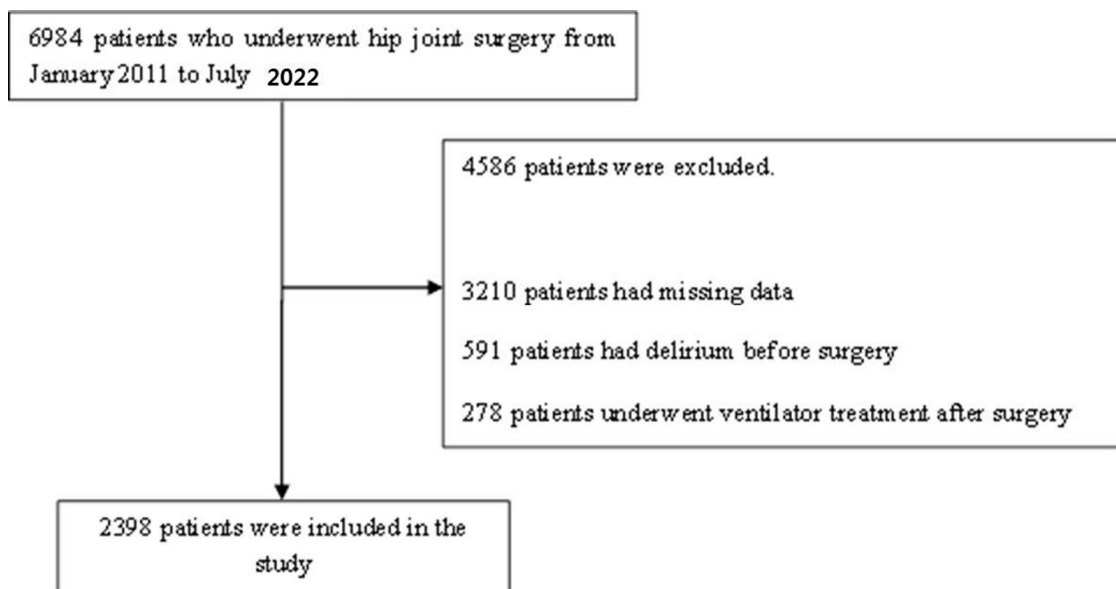 6984 patients who underwent hip joint surgery from
January 2011 to July 2022
4586 patients were excluded.
3210 patients had missing data
591 patients had delirium before surgery
278 patients underwent ventilator treatment after surgery
2398 patients were included in the
study